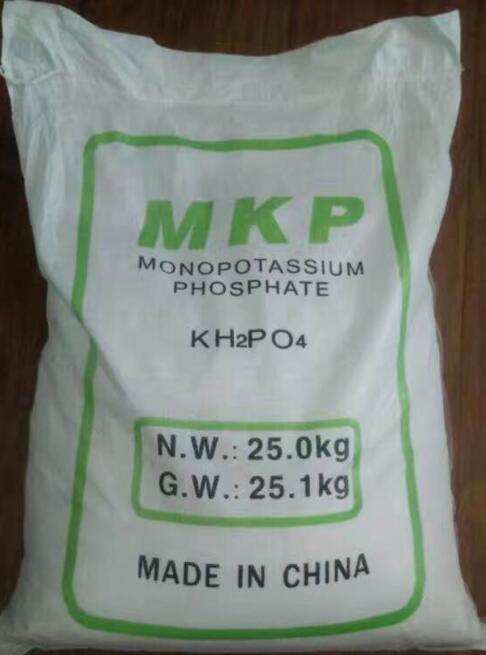 MKP
MONOPOTASSIUM
PHOSPHATE
KH2PO4
N.W.: 25.0kg
G.W.: 25.1kg
MADE IN CHINA